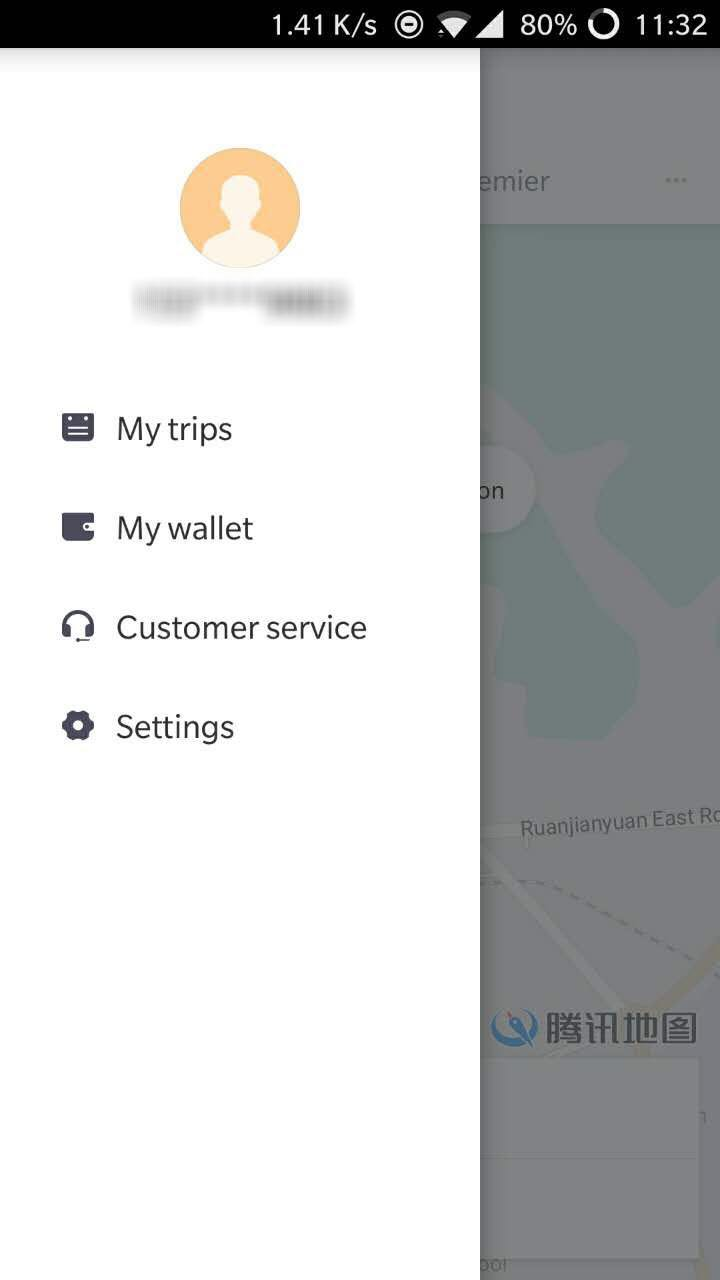 1.41 K/s 80% 11:32
emier
My trips
on
My wallet
Customer service
Settings
Ruanjianyuan East Ro
腾讯地图